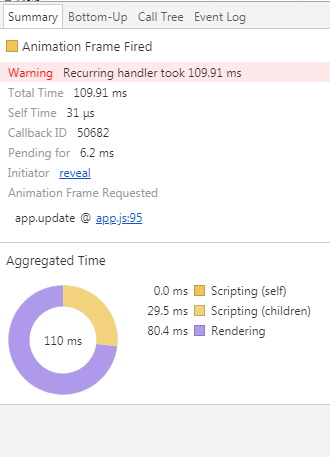 Summary Bottom-Up Call Tree Event Log
Animation Frame Fired
Warning Recurring handler took 109.91 ms
Total Time 109.91 ms
Self Time 31 µs
Callback ID 50682
Pending for 6.2 ms
Initiator reveal
Animation Frame Requested
app.update @ app.js:95
Aggregated Time
110 ms
0.0 ms Scripting (self)
29.5 ms Scripting (children)
80.4 ms Rendering